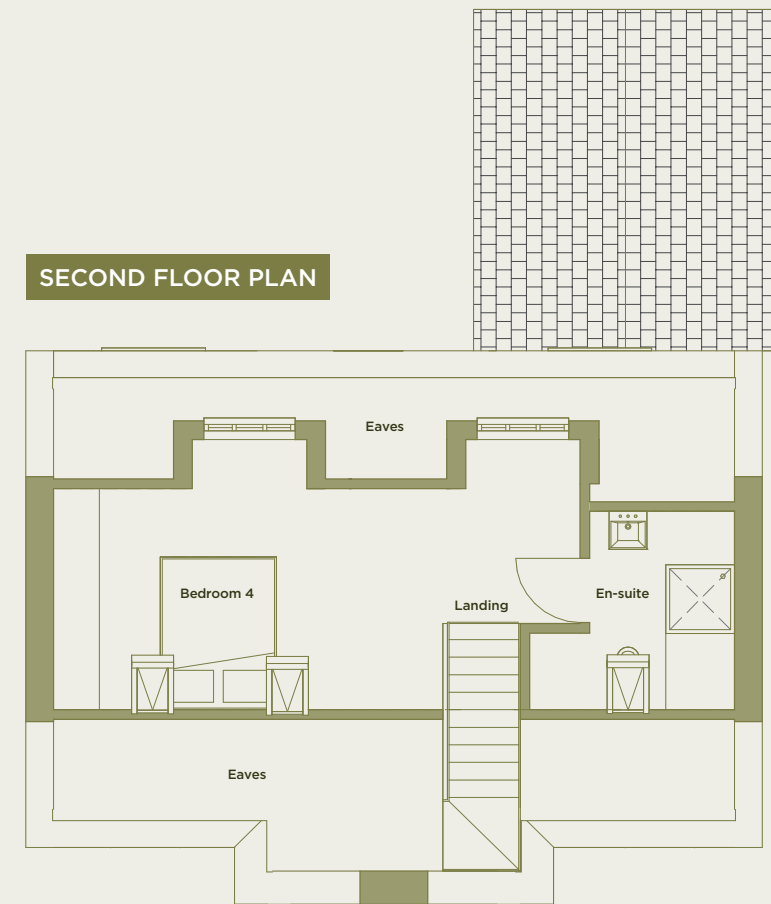 SECOND FLOOR PLAN
Eaves
Bedroom 4
Landing
En-suite
Eaves